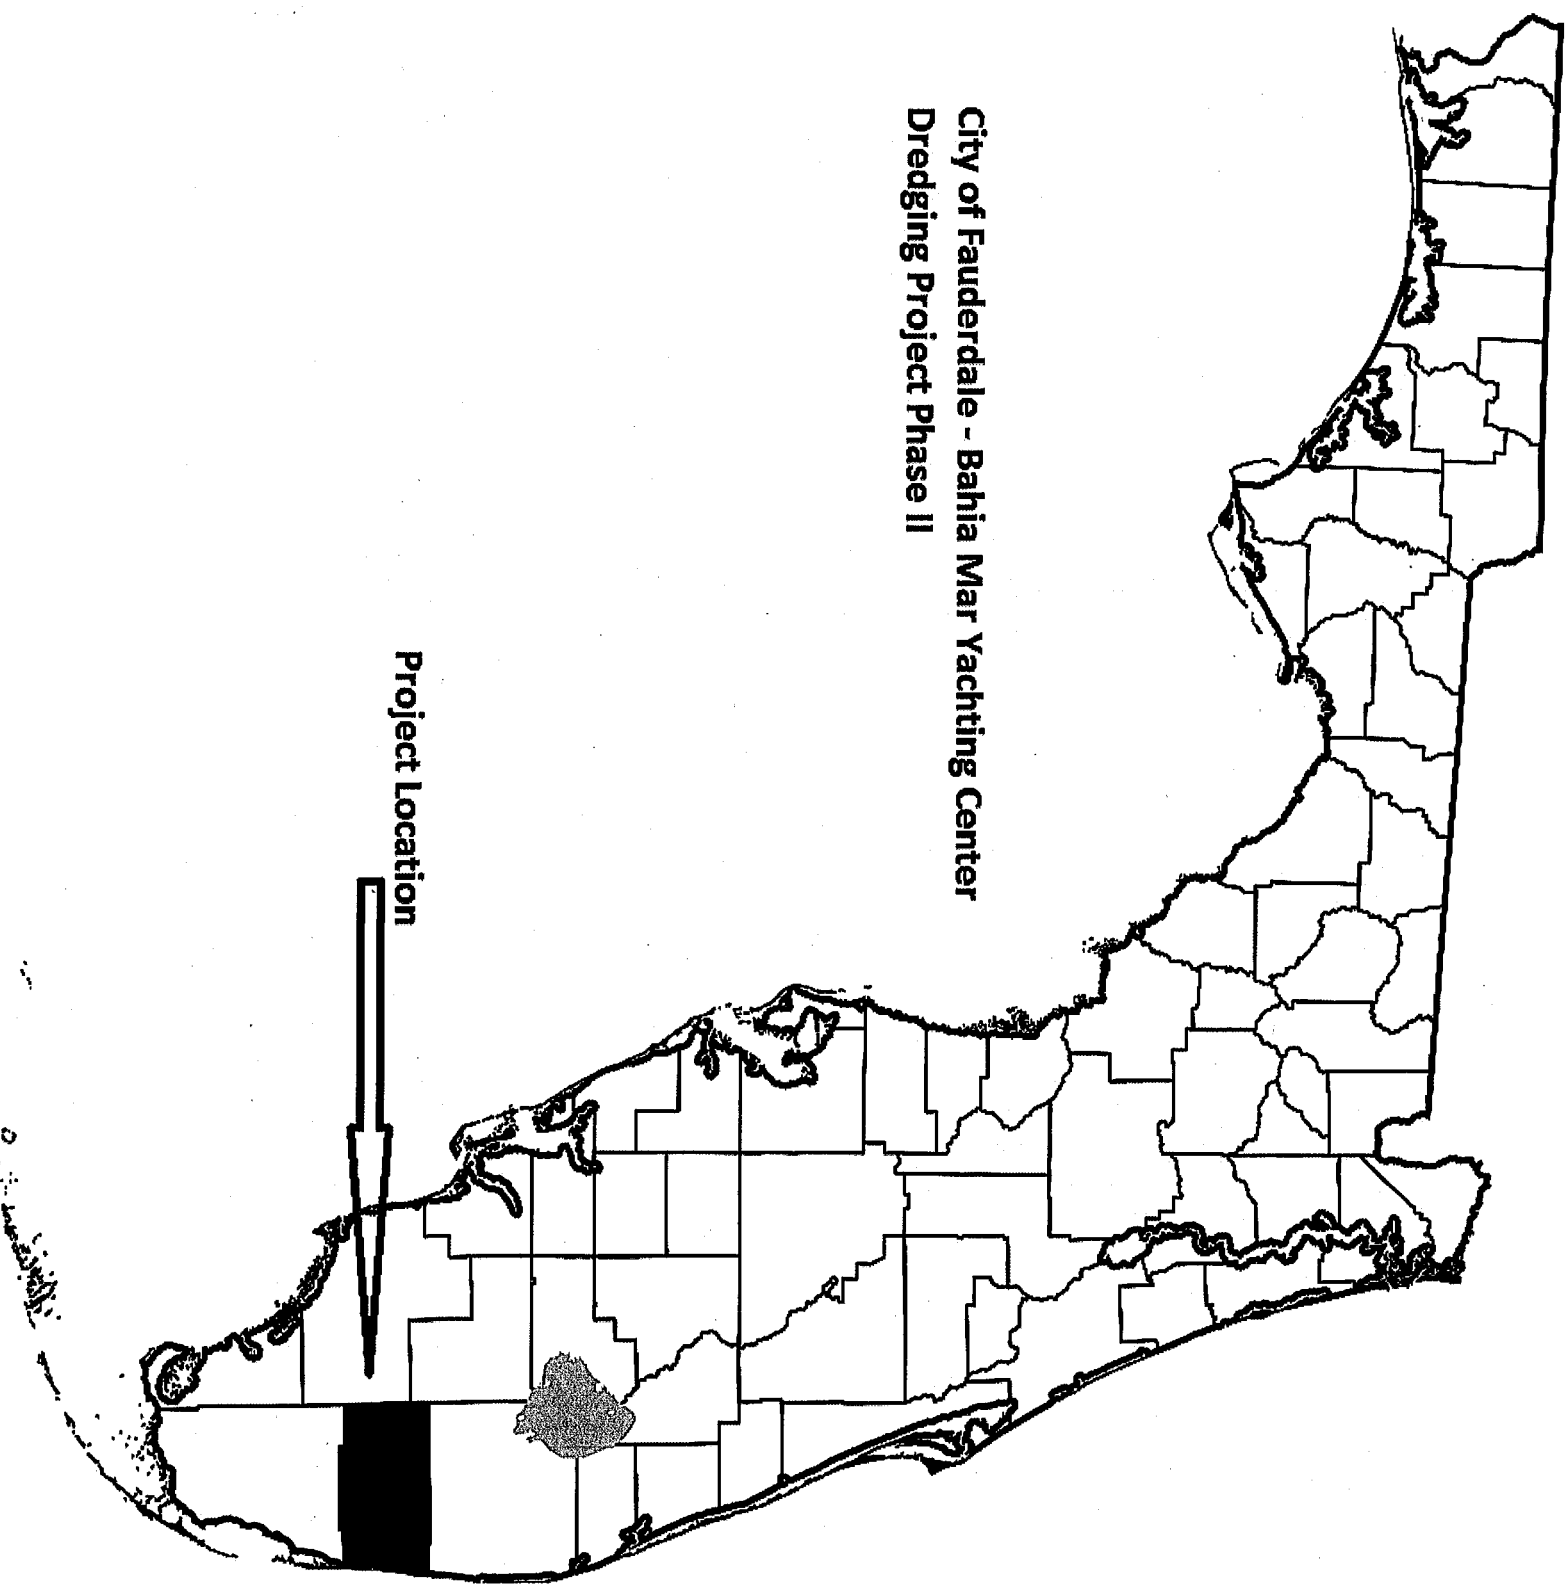 City of Fauderdale - Bahia Mar Yachting Center
Dredging Project Phase II
Project Location